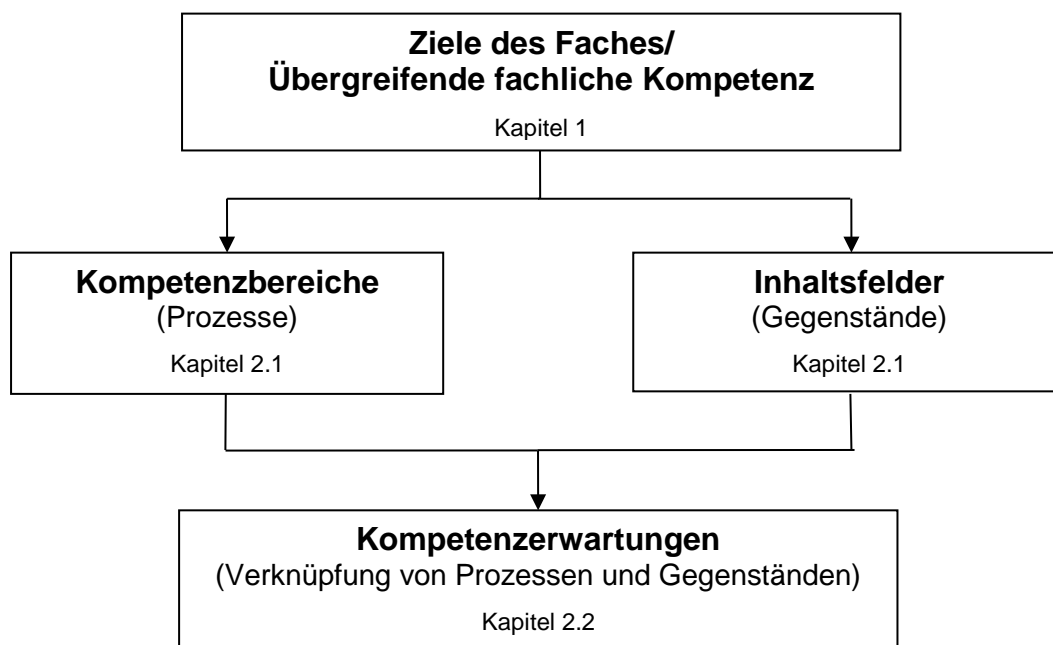 Ziele des Faches/
Übergreifende fachliche Kompetenz
Kapitel 1
Kompetenzbereiche
(Prozesse)
Kapitel 2.1
Inhaltsfelder
(Gegenstände)
Kapitel 2.1
Kompetenzerwartungen
(Verknüpfung von Prozessen und Gegenständen)
Kapitel 2.2